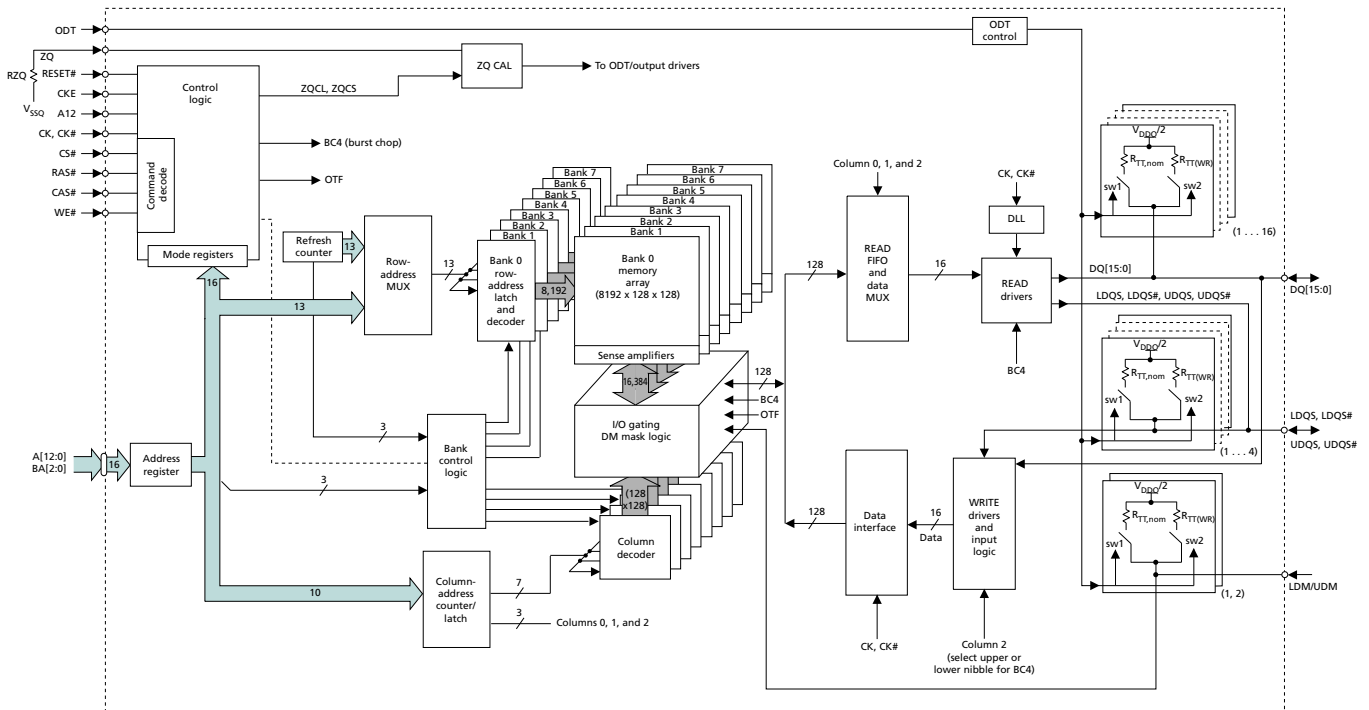 ODT
ODT
control
ZQ
RZQ
VSSQ
RESET#
CKE
A12
CK, CK#
CS#
RAS#
CAS#
WE#
Control
logic
Command
decode
Mode registers
ZQCL, ZQCS
ZQ CAL
To ODT/output drivers
BC4 (burst chop)
OTF
Refresh
counter
13
Row-
address
MUX
13
16
13
Bank 7
Bank 6
Bank 5
Bank 4
Bank 3
Bank 2
Bank 1
Bank 0
row-
address
latch
and
decoder
8,192
Bank 7
Bank 6
Bank 5
Bank 4
Bank 3
Bank 2
Bank 1
Bank 0
memory
array
(8192 x 128 x 128)
Sense amplifiers
16,384
I/O gating
DM mask logic
128
BC4
OTF
(128
x128)
Column
decoder
3
Bank
control
logic
3
A[12:0]
BA[2:0]
16
Address
register
10
Column-
address
counter/
latch
7
3
Columns 0, 1, and 2
Column 0, 1, and 2
128
READ
FIFO
and
data
MUX
16
CK, CK#
DLL
READ
drivers
BC4
DQ[15:0]
LDQS, LDQS#, UDQS, UDQS#
VDDQ/2
RTT,nom
RTT(WR)
sw1
sw2
(1 . . . 16)
DQ[15:0]
VDDQ/2
RTT,nom
RTT(WR)
sw1
sw2
(1 . . . 4)
LDQS, LDQS#
UDQS, UDQS#
VDDQ/2
RTT,nom
RTT(WR)
sw1
sw2
(1, 2)
LDM/UDM
128
Data
interface
16
Data
WRITE
drivers
and
input
logic
CK, CK#
Column 2
(select upper or
lower nibble for BC4)